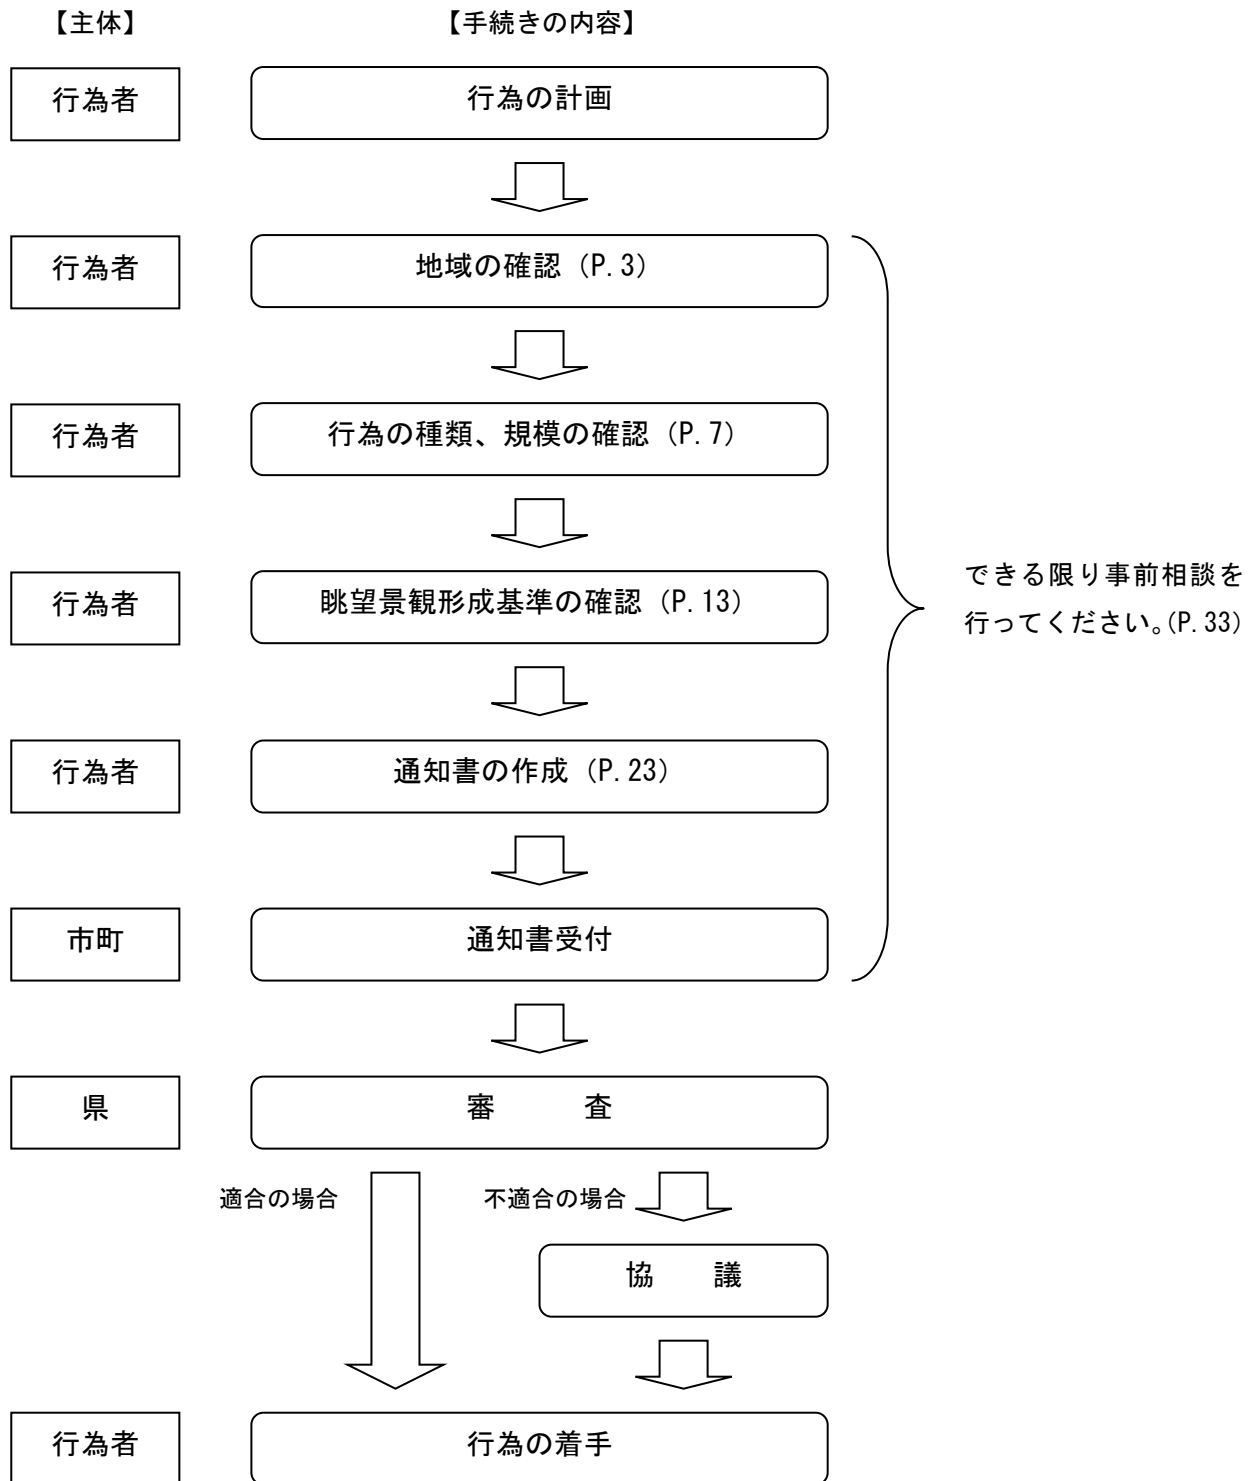 【主体】 【手続きの内容】
行為者 行為の計画
行為者 地域の確認（P.3）
行為者 行為の種類、規模の確認（P.7）
行為者 眺望景観形成基準の確認（P.13）
できる限り事前相談を
行ってください。(P.33)
行為者 通知書の作成（P.23）
市町 通知書受付
県 審　　　査
適合の場合 不適合の場合
協　　議
行為者 行為の着手